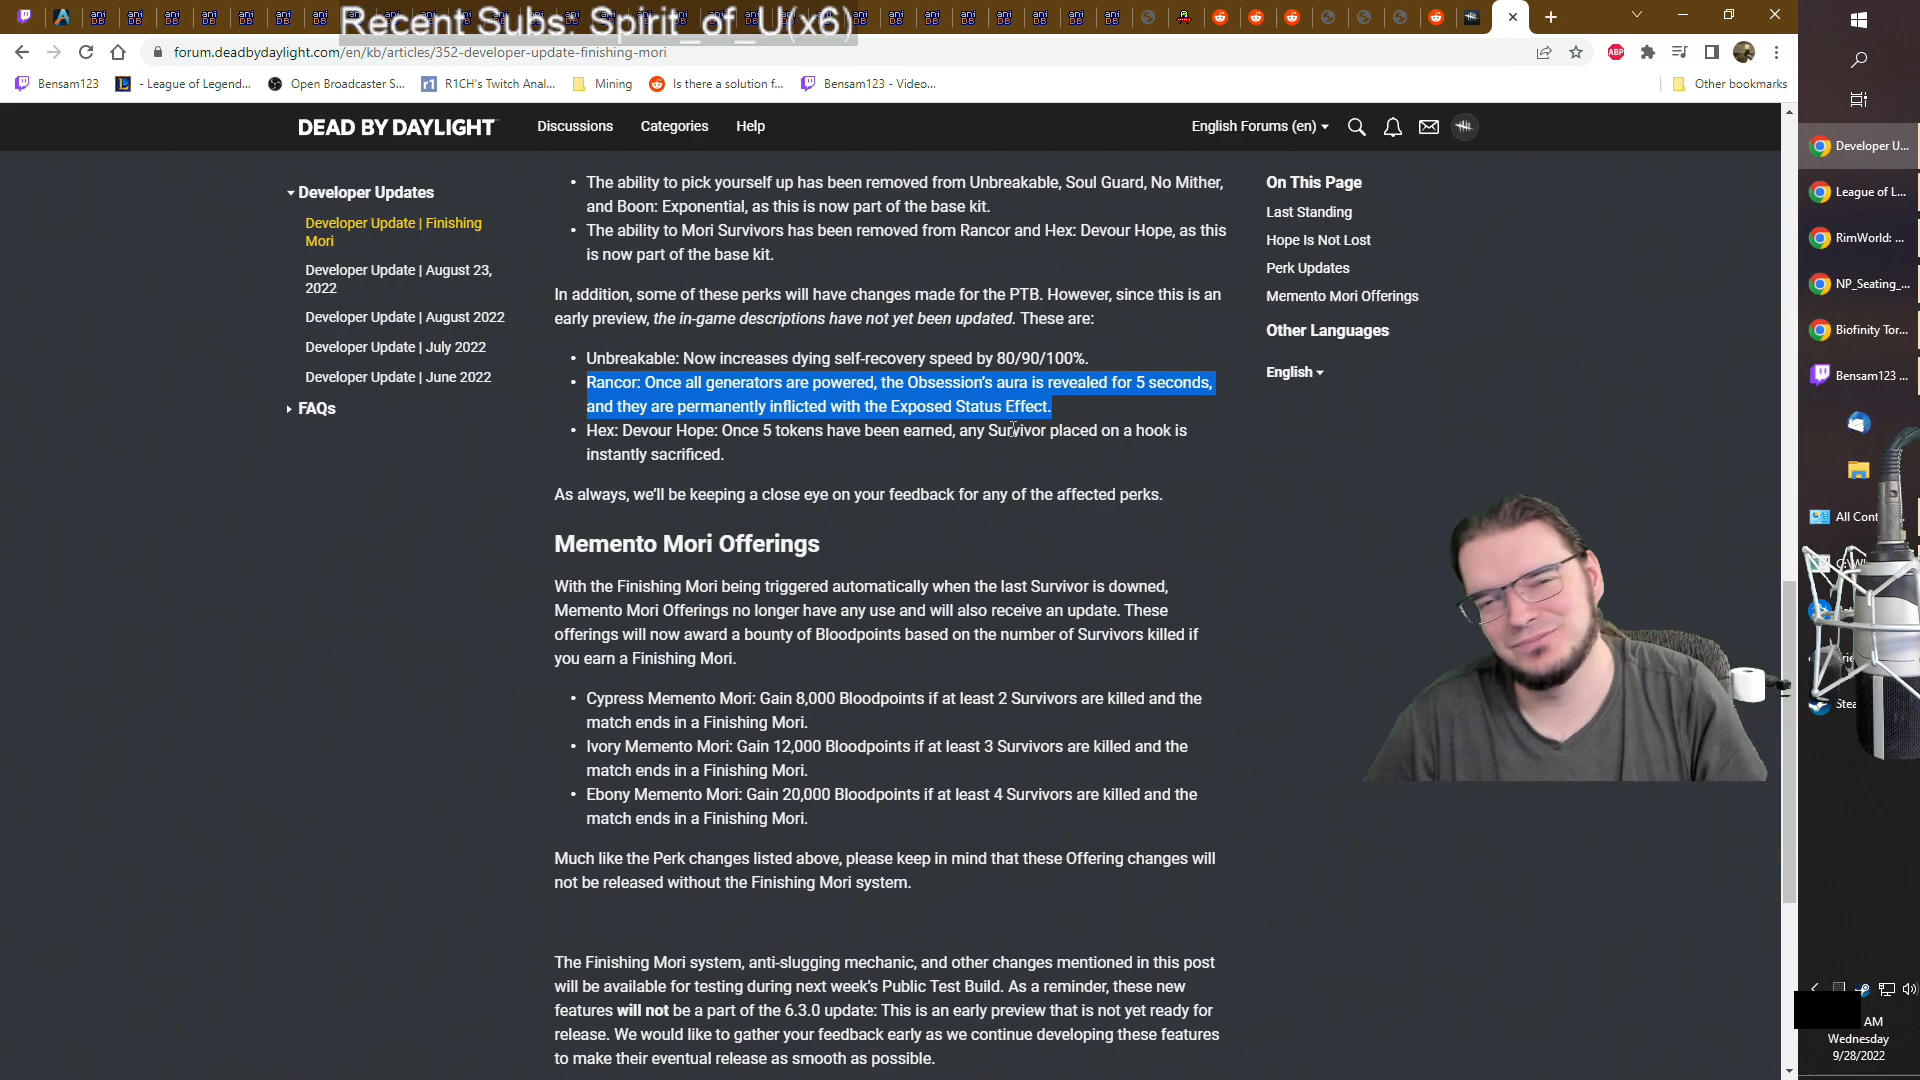 Recent Subs: Spirit_of_U(x6)
forum.deadbydaylight.com/en/kb/articles/352-developer-update-finishing-mori
ABP
Bensam123
- League of Legend...
Open Broadcaster S...
R1CH's Twitch Anal...
Mining
Is there a solution f...
Bensam123 - Video...
Other bookmarks
DEAD BY DAYLIGHT
Discussions
Categories
Help
English Forums (en)
Developer Updates
Developer Update | Finishing
Mori
Developer Update | August 23,
2022
Developer Update | August 2022
Developer Update | July 2022
Developer Update | June 2022
FAQs
• The ability to pick yourself up has been removed from Unbreakable, Soul Guard, No Mither,
and Boon: Exponential, as this is now part of the base kit.
• The ability to Mori Survivors has been removed from Rancor and Hex: Devour Hope, as this
is now part of the base kit.
In addition, some of these perks will have changes made for the PTB. However, since this is an
early preview, the in-game descriptions have not yet been updated. These are:
• Unbreakable: Now increases dying self-recovery speed by 80/90/100%.
• Rancor: Once all generators are powered, the Obsession's aura is revealed for 5 seconds,
and they are permanently inflicted with the Exposed Status Effect.
• Hex: Devour Hope: Once 5 tokens have been earned, any Survivor placed on a hook is
instantly sacrificed.
As always, we'll be keeping a close eye on your feedback for any of the affected perks.
Memento Mori Offerings
With the Finishing Mori being triggered automatically when the last Survivor is downed,
Memento Mori Offerings no longer have any use and will also receive an update. These
offerings will now award a bounty of Bloodpoints based on the number of Survivors killed if
you earn a Finishing Mori.
• Cypress Memento Mori: Gain 8,000 Bloodpoints if at least 2 Survivors are killed and the
match ends in a Finishing Mori.
• Ivory Memento Mori: Gain 12,000 Bloodpoints if at least 3 Survivors are killed and the
match ends in a Finishing Mori.
• Ebony Memento Mori: Gain 20,000 Bloodpoints if at least 4 Survivors are killed and the
match ends in a Finishing Mori.
Much like the Perk changes listed above, please keep in mind that these Offering changes will
not be released without the Finishing Mori system.
The Finishing Mori system, anti-slugging mechanic, and other changes mentioned in this post
will be available for testing during next week's Public Test Build. As a reminder, these new
features will not be a part of the 6.3.0 update: This is an early preview that is not yet ready for
release. We would like to gather your feedback early as we continue developing these features
to make their eventual release as smooth as possible.
On This Page
Last Standing
Hope Is Not Lost
Perk Updates
Memento Mori Offerings
Other Languages
English
Developer U...
League of L...
RimWorld: ...
NP_Seating_...
Biofinity Tor...
Bensam123 ...
All Cont
Stea
AM
Wednesday
9/28/2022